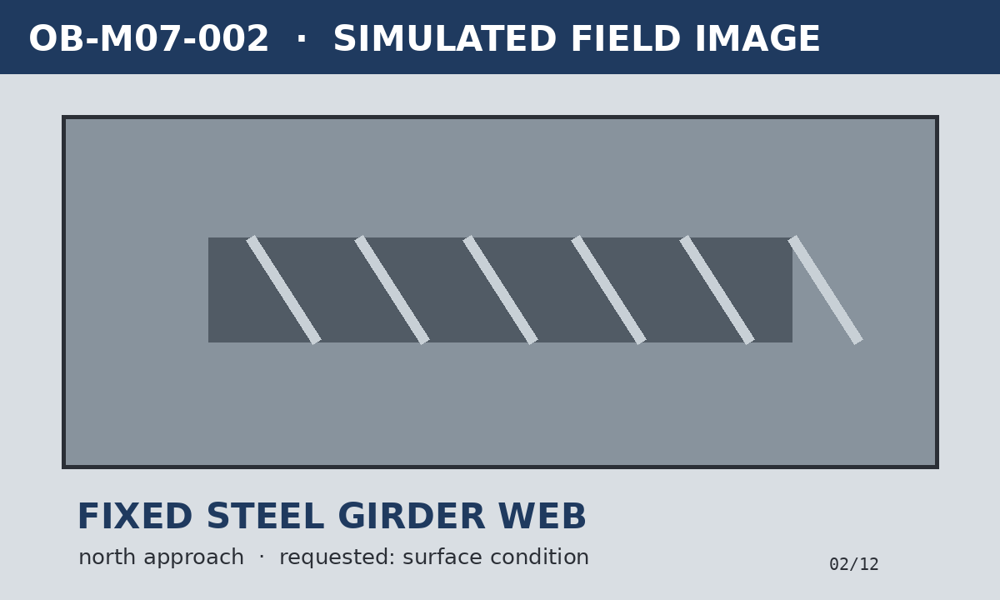 OB-M07-002 · SIMULATED FIELD IMAGE
FIXED STEEL GIRDER WEB
north approach · requested: surface condition
02/12